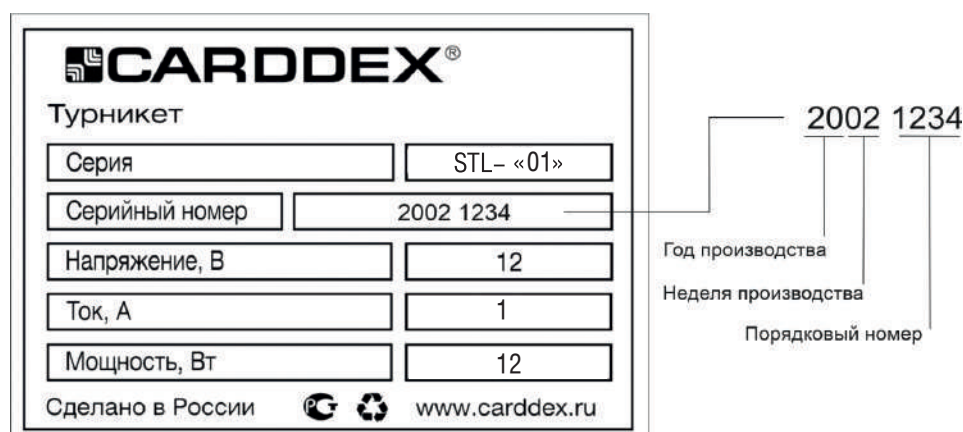 CARDDEX®
Турникет
Серия STL– «01»
Серийный номер 2002 1234
Напряжение, В 12
Ток, А 1
Мощность, Вт 12
Сделано в России РСТ www.carddex.ru
2002 1234
Год производства
Неделя производства
Порядковый номер